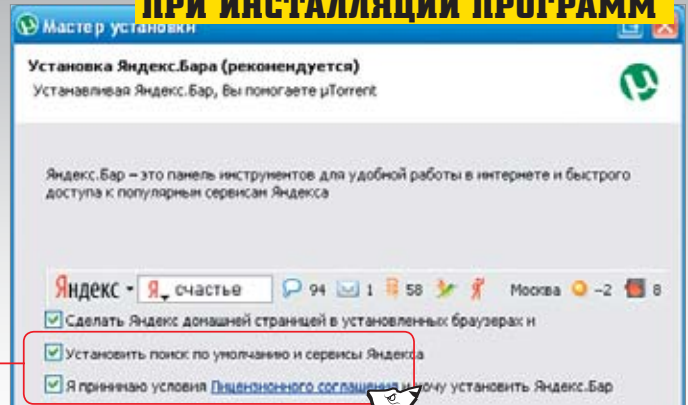 ПРИ ИНСТАЛЛЯЦИИ ПРОГРАММ
Мастер установки
Установка Яндекс.Бара (рекомендуется)
Устанавливая Яндекс.Бар, Вы помогаете µTorrent
Яндекс.Бар – это панель инструментов для удобной работы в интернете и быстрого
доступа к популярным сервисам Яндекса
Яндекс Я счастье 94 1 58 Москва -2 8
Сделать Яндекс домашней страницей в установленных браузерах и
Установить поиск по умолчанию и сервисы Яндекса
Я принимаю условия Лицензионного соглашения и хочу установить Яндекс.Бар